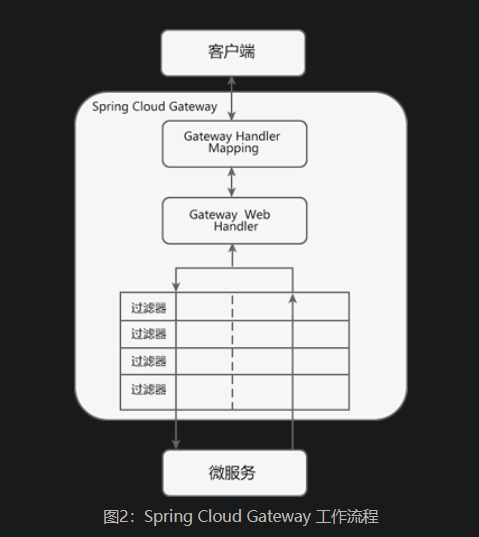 客户端
Spring Cloud Gateway
Gateway Handler
Mapping
Gateway Web
Handler
过滤器
过滤器
过滤器
过滤器
微服务
图2：Spring Cloud Gateway 工作流程